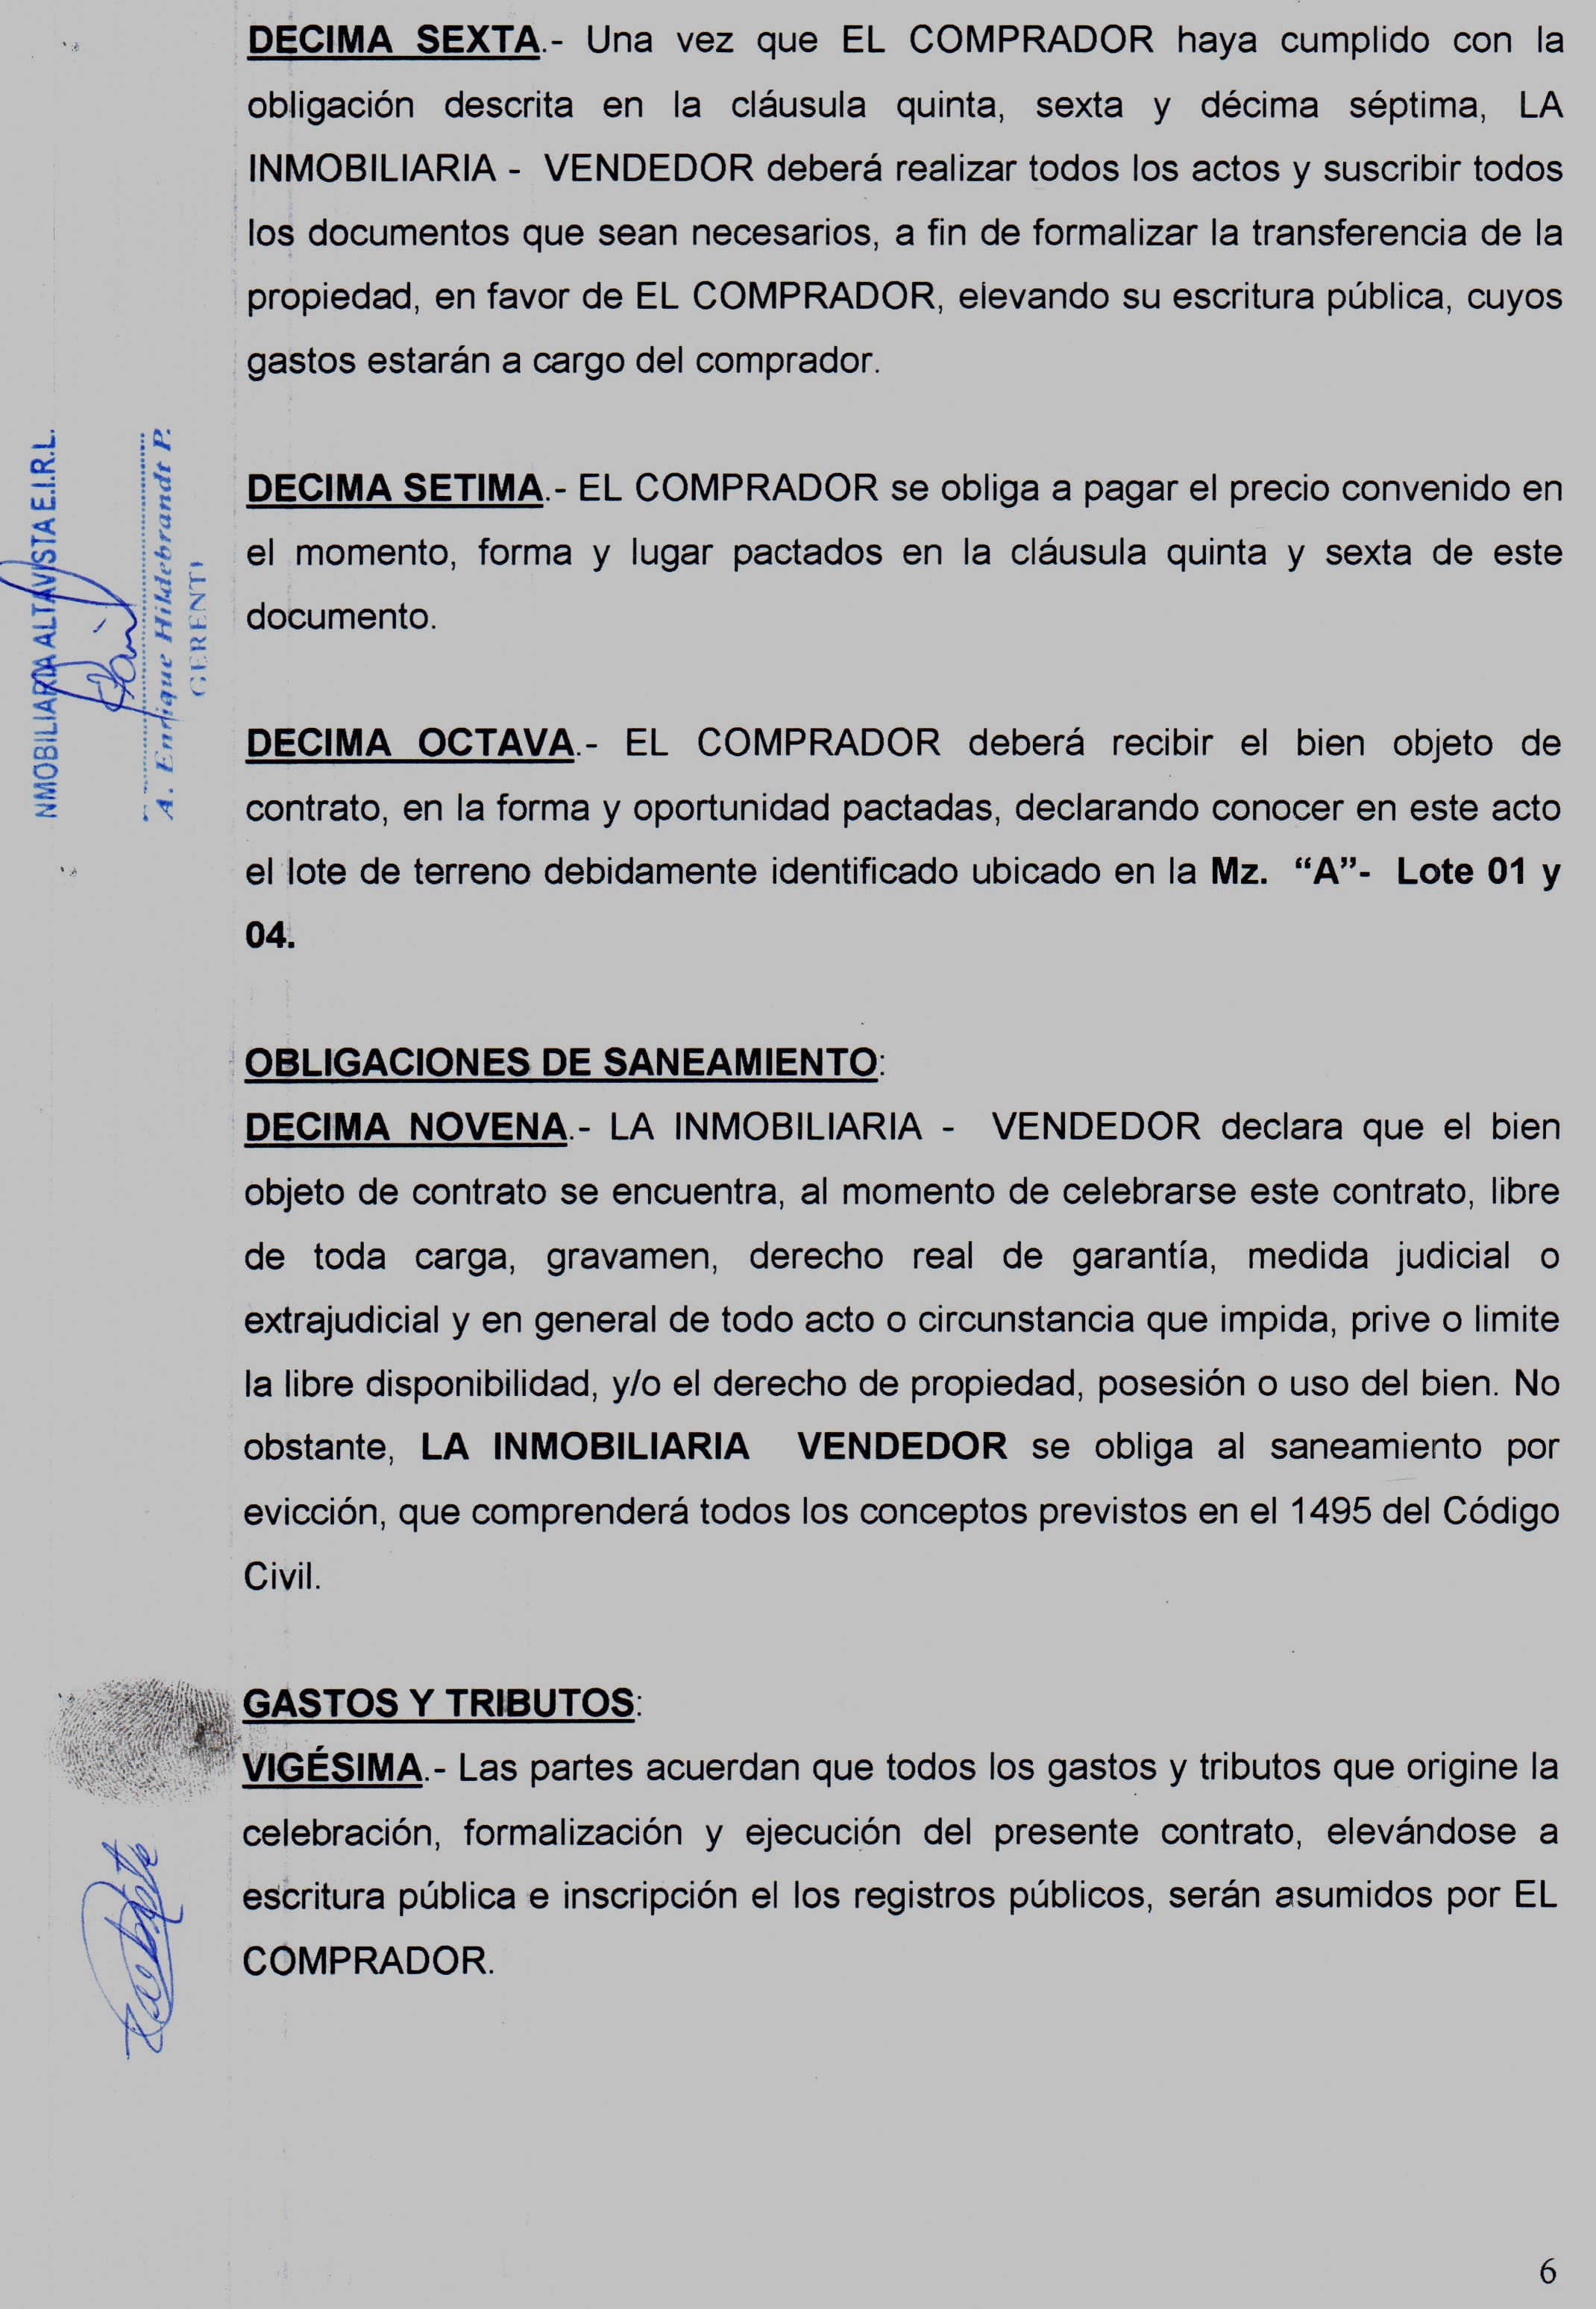 DECIMA SEXTA.- Una vez que EL COMPRADOR haya cumplido con la
obligación descrita en la cláusula quinta, sexta y décima séptima, LA
INMOBILIARIA - VENDEDOR deberá realizar todos los actos y suscribir todos
los documentos que sean necesarios, a fin de formalizar la transferencia de la
propiedad, en favor de EL COMPRADOR, elevando su escritura pública, cuyos
gastos estarán a cargo del comprador.
NMOBILIARIA ALTAVISTA E.I.R.L.
A. Enrique Hildebrandt P.
GERENTE
DECIMA SETIMA.- EL COMPRADOR se obliga a pagar el precio convenido en
el momento, forma y lugar pactados en la cláusula quinta y sexta de este
documento.
DECIMA OCTAVA.- EL COMPRADOR deberá recibir el bien objeto de
contrato, en la forma y oportunidad pactadas, declarando conocer en este acto
el lote de terreno debidamente identificado ubicado en la Mz. “A”- Lote 01 y
04.
OBLIGACIONES DE SANEAMIENTO:
DECIMA NOVENA.- LA INMOBILIARIA - VENDEDOR declara que el bien
objeto de contrato se encuentra, al momento de celebrarse este contrato, libre
de toda carga, gravamen, derecho real de garantía, medida judicial o
extrajudicial y en general de todo acto o circunstancia que impida, prive o limite
la libre disponibilidad, y/o el derecho de propiedad, posesión o uso del bien. No
obstante, LA INMOBILIARIA VENDEDOR se obliga al saneamiento por
evicción, que comprenderá todos los conceptos previstos en el 1495 del Código
Civil.
GASTOS Y TRIBUTOS:
VIGÉSIMA.- Las partes acuerdan que todos los gastos y tributos que origine la
celebración, formalización y ejecución del presente contrato, elevándose a
escritura pública e inscripción el los registros públicos, serán asumidos por EL
COMPRADOR.
6